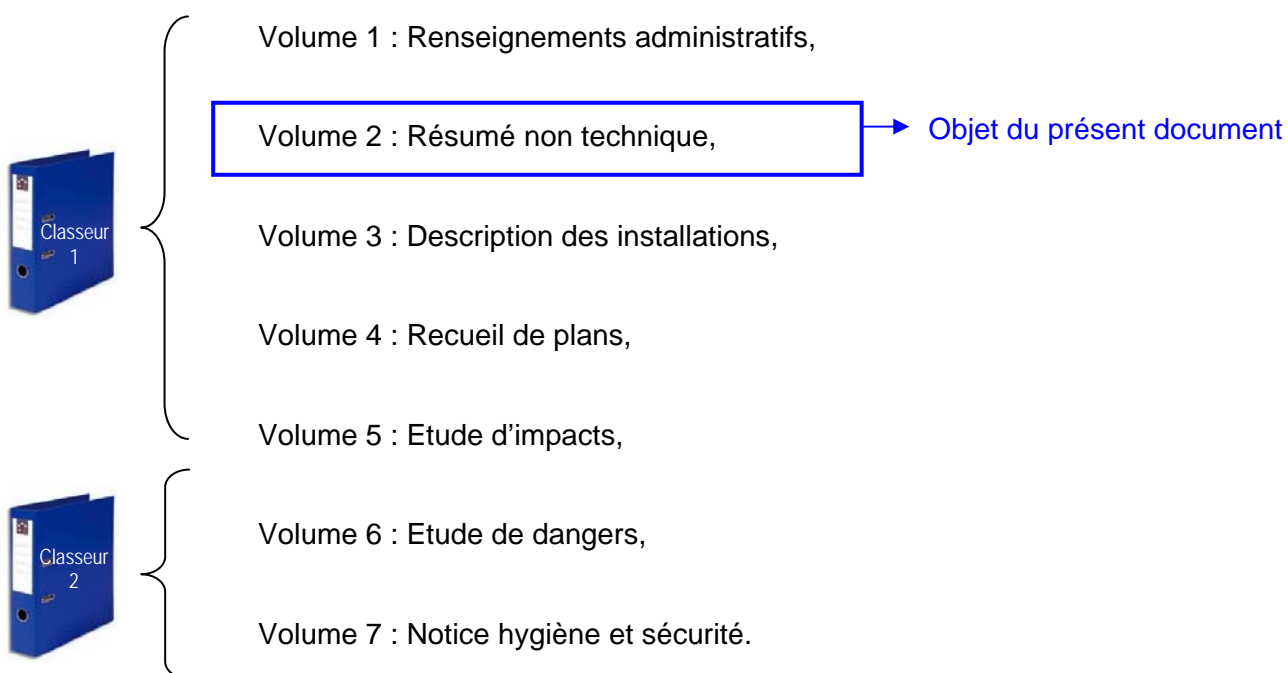 Volume 1 : Renseignements administratifs,
Volume 2 : Résumé non technique,
Objet du présent document
Classeur
1
Volume 3 : Description des installations,
Volume 4 : Recueil de plans,
Volume 5 : Etude d’impacts,
Classeur
2
Volume 6 : Etude de dangers,
Volume 7 : Notice hygiène et sécurité.